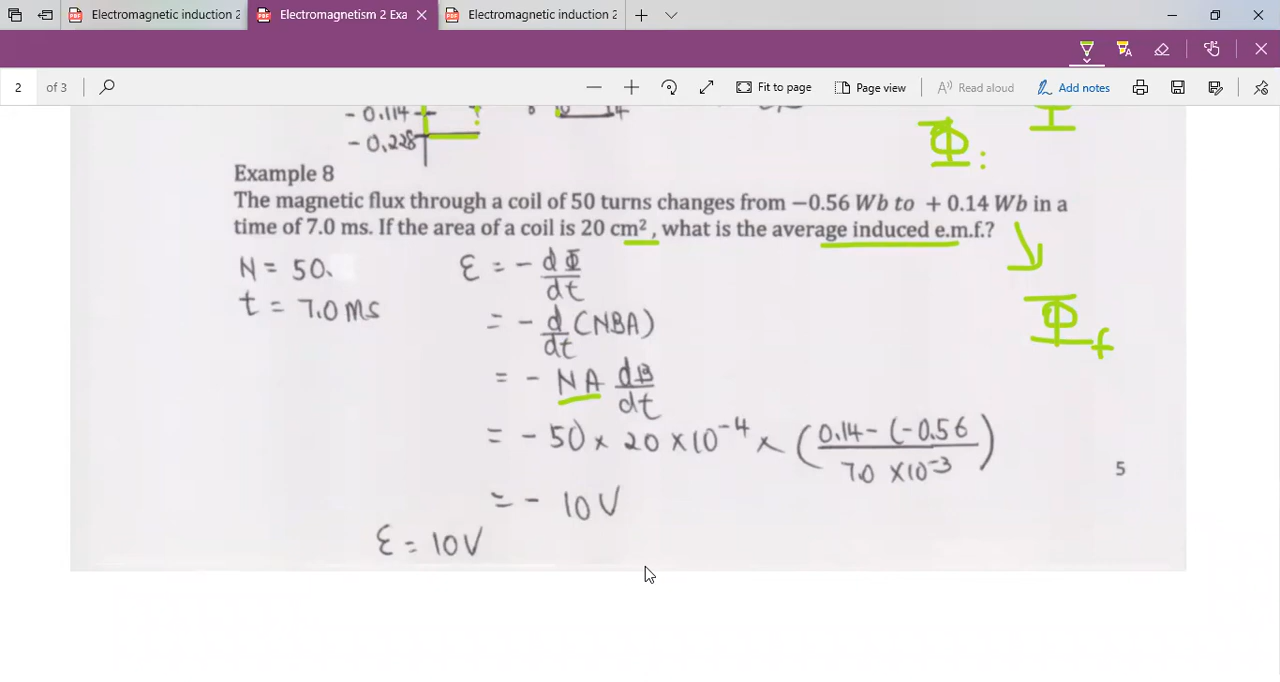 Electromagnetic induction 2
Electromagnetism 2 Exa
Electromagnetic induction 2
2 of 3
Fit to page
Page view
Read aloud
Add notes
- 0.114
- 0.228
Φ:
Example 8
The magnetic flux through a coil of 50 turns changes from −0.56 Wb to + 0.14 Wb in a
time of 7.0 ms. If the area of a coil is 20 cm², what is the average induced e.m.f.?
N = 50.
t = 7.0 ms
Ɛ = - dΦ/dt
= - d/dt (NBA)
= - NA dB/dt
= - 50 × 20 × 10⁻⁴ × (0.14 - (-0.56 / 7.0 × 10⁻³)
= - 10 V
Ɛ = 10V
Φf
5